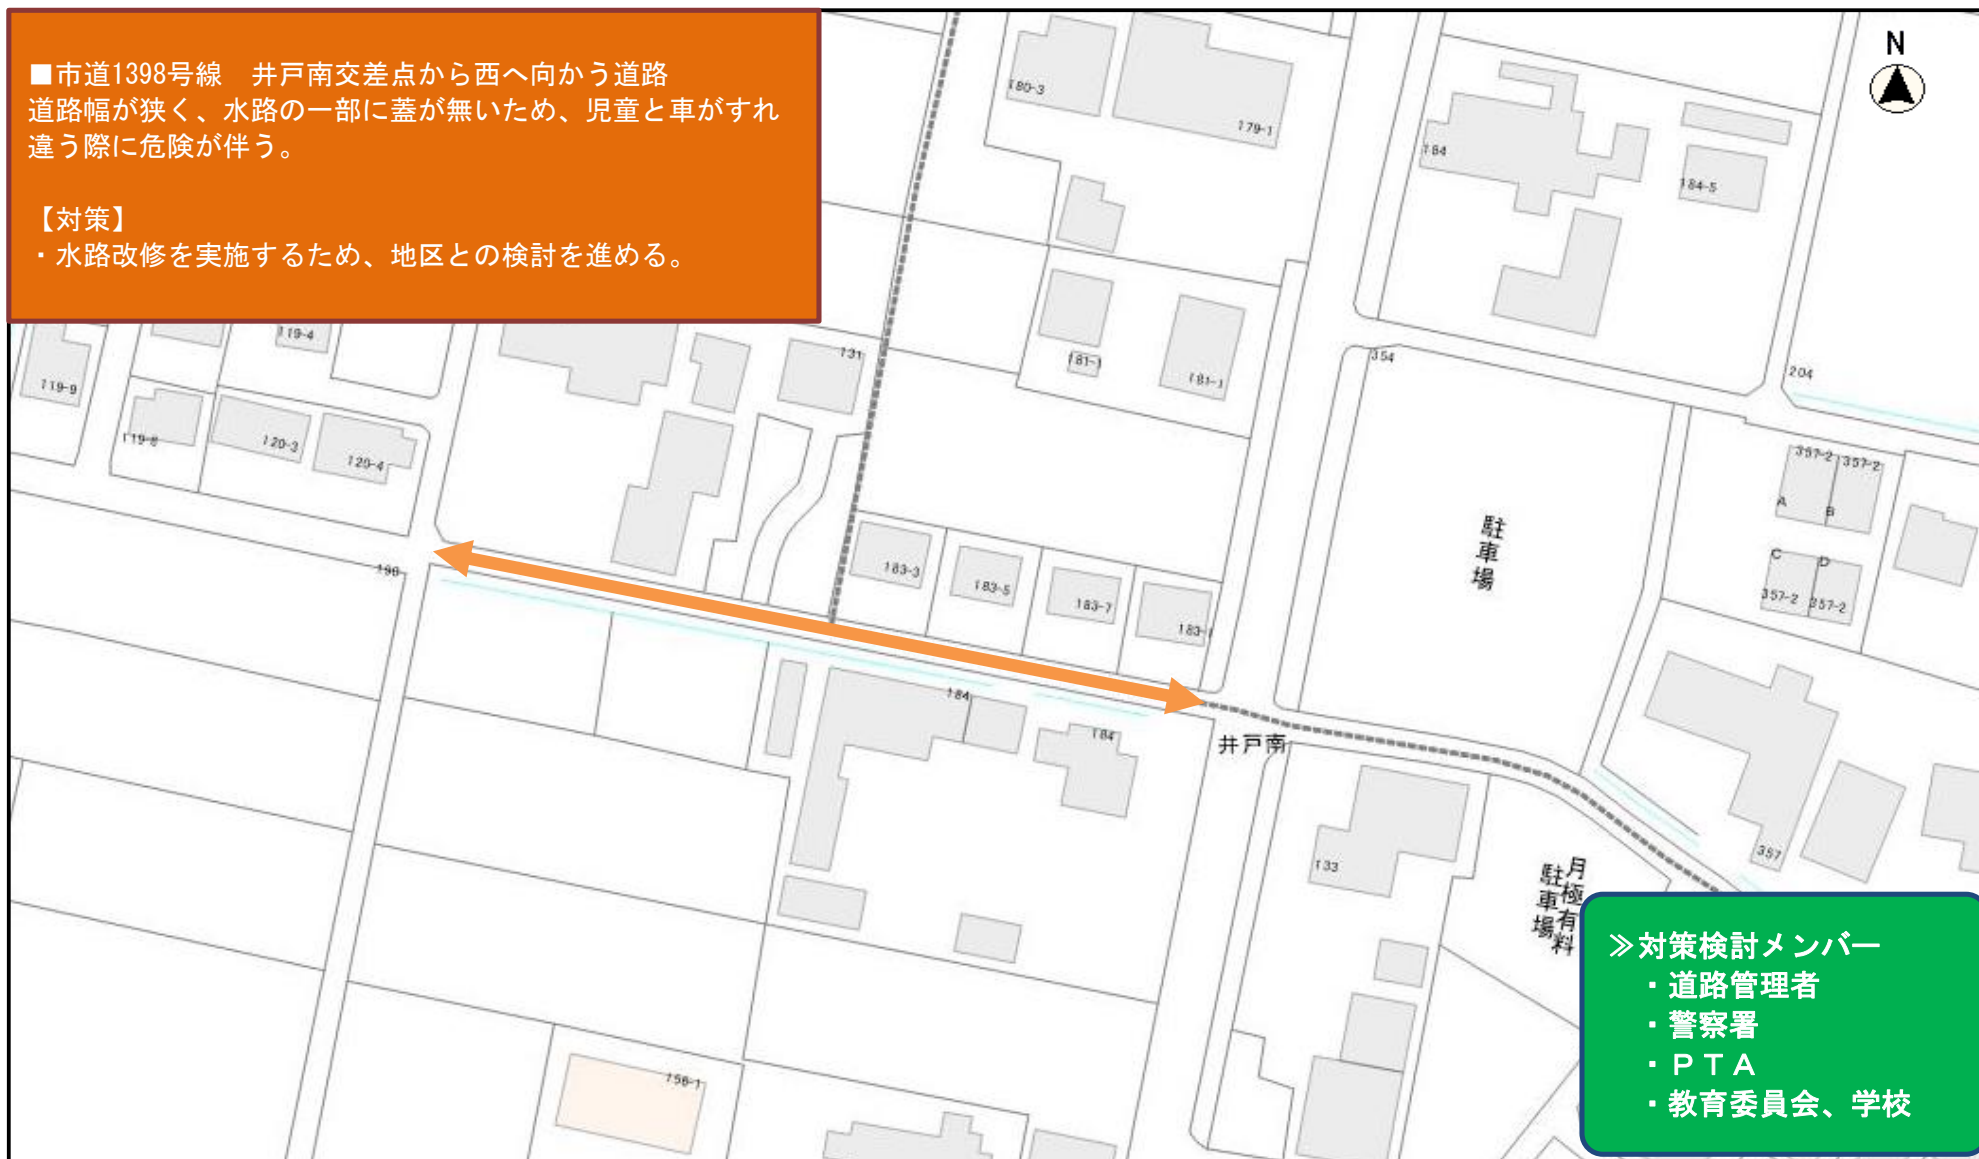 ■市道1398号線　井戸南交差点から西へ向かう道路
道路幅が狭く、水路の一部に蓋が無いため、児童と車がすれ
違う際に危険が伴う。
【対策】
・水路改修を実施するため、地区との検討を進める。
N
180-3
179-1
184
184-5
119-4
131
181-1
181-1
354
204
119-9
119-8
120-3
120-4
357-2
357-2
A
B
駐車場
C
D
357-2
357-2
198
183-3
183-5
183-7
183-1
184
184
井戸南
133
357
月極有料
駐車場
158-1
≫対策検討メンバー
・道路管理者
・警察署
・ＰＴＡ
・教育委員会、学校